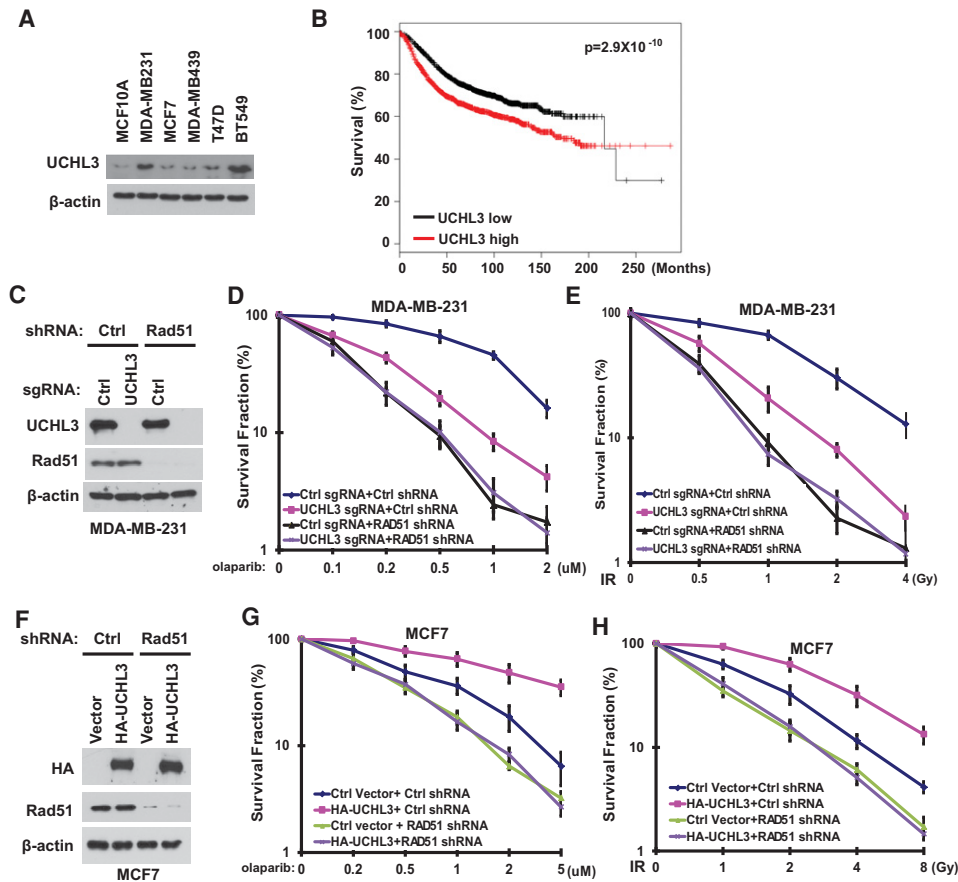 A
MCF10A
MDA-MB231
MCF7
MDA-MB439
T47D
BT549
UCHL3
β-actin
B
Survival (%)
100
80
60
40
20
0
p=2.9X10 -10
UCHL3 low
UCHL3 high
0 50 100 150 200 250 (Months)
C
shRNA: Ctrl Rad51
sgRNA: Ctrl UCHL3 Ctrl
UCHL3
Rad51
β-actin
MDA-MB-231
D
MDA-MB-231
Survival Fraction (%)
100
10
1
Ctrl sgRNA+Ctrl shRNA
UCHL3 sgRNA+Ctrl shRNA
Ctrl sgRNA+RAD51 shRNA
UCHL3 sgRNA+RAD51 shRNA
olaparib: 0 0.1 0.2 0.5 1 2 (uM)
E
MDA-MB-231
Survival Fraction (%)
100
10
1
Ctrl sgRNA+Ctrl shRNA
UCHL3 sgRNA+Ctrl shRNA
Ctrl sgRNA+RAD51 shRNA
UCHL3 sgRNA+RAD51 shRNA
IR 0 0.5 1 2 4 (Gy)
F
shRNA: Ctrl Rad51
Vector
HA-UCHL3
Vector
HA-UCHL3
HA
Rad51
β-actin
MCF7
G
MCF7
Survival Fraction (%)
100
10
1
Ctrl Vector+ Ctrl shRNA
HA-UCHL3+ Ctrl shRNA
Ctrl vector + RAD51 shRNA
HA-UCHL3+ RAD51 shRNA
olaparib: 0 0.2 0.5 1 2 5 (uM)
H
MCF7
Survival Fraction (%)
100
10
1
Ctrl Vector+Ctrl shRNA
HA-UCHL3+Ctrl shRNA
Ctrl Vector+RAD51 shRNA
HA-UCHL3+RAD51 shRNA
IR 0 1 2 4 8 (Gy)